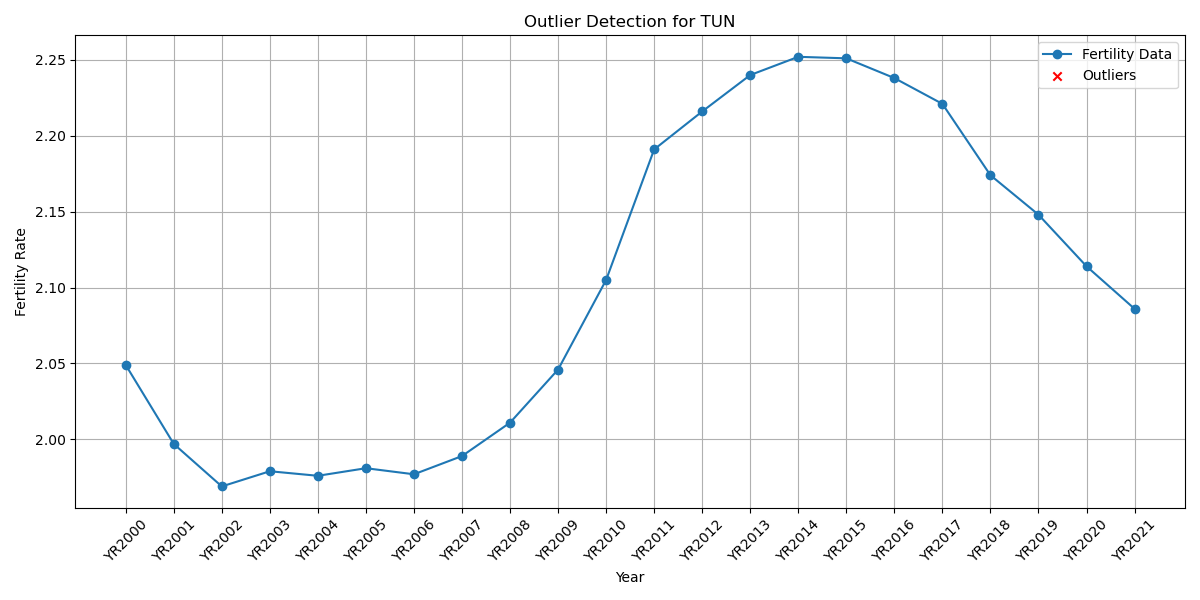 Outlier Detection for TUN
Fertility Data
Outliers
Fertility Rate
2.25
2.20
2.15
2.10
2.05
2.00
YR2000
YR2001
YR2002
YR2003
YR2004
YR2005
YR2006
YR2007
YR2008
YR2009
YR2010
YR2011
YR2012
YR2013
YR2014
YR2015
YR2016
YR2017
YR2018
YR2019
YR2020
YR2021
Year